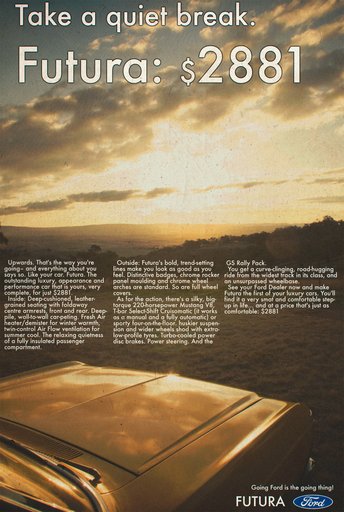 Take a quiet break.
Futura: $2881
Upwards. That's the way you're
going – and everything about you
says so. Like your car. Futura. The
outstanding luxury, appearance and
performance car that is yours, very
complete, for just $2881.
Inside: Deep-cushioned, leather-
grained seating with foldaway
centre armrests, front and rear. Deep-
pile, wall-to-wall carpeting. Fresh Air
heater/demister for winter warmth,
twin-control Air Flow ventilation for
summer cool. The relaxing quietness
of a fully insulated passenger
compartment.
Outside: Futura's bold, trend-setting
lines make you look as good as you
feel. Distinctive badges, chrome rocker
panel moulding and chrome wheel
arches are standard. So are full wheel
covers.
As for the action, there's a silky, big-
torque 220-horsepower Mustang V8,
T-bar Select-Shift Cruisomatic (it works
as a manual and a fully automatic) or
sporty four-on-the-floor, huskier suspen-
sion and wider wheels shod with extra
low-profile tyres. Turbo-cooled power
disc brakes. Power steering. And the
GS Rally Pack.
You get a curve-clinging, road-hugging
ride from the widest track in its class, and
an unsurpassed wheelbase.
See your Ford Dealer now and make
Futura the first of your luxury cars. You'll
find it a very smart and comfortable step-
up in life... and at a price that's just as
comfortable: $2881
Going Ford is the going thing!
FUTURA Ford